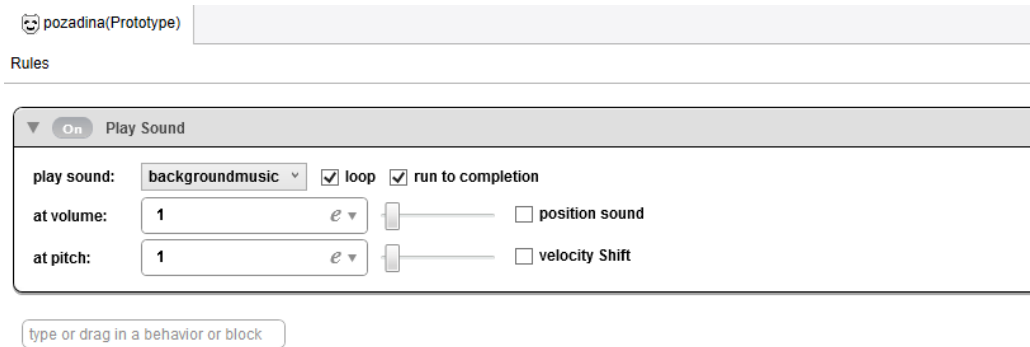 pozadina(Prototype)
Rules
On Play Sound
play sound: backgroundmusic loop run to completion
at volume: 1 e position sound
at pitch: 1 e velocity Shift
type or drag in a behavior or block